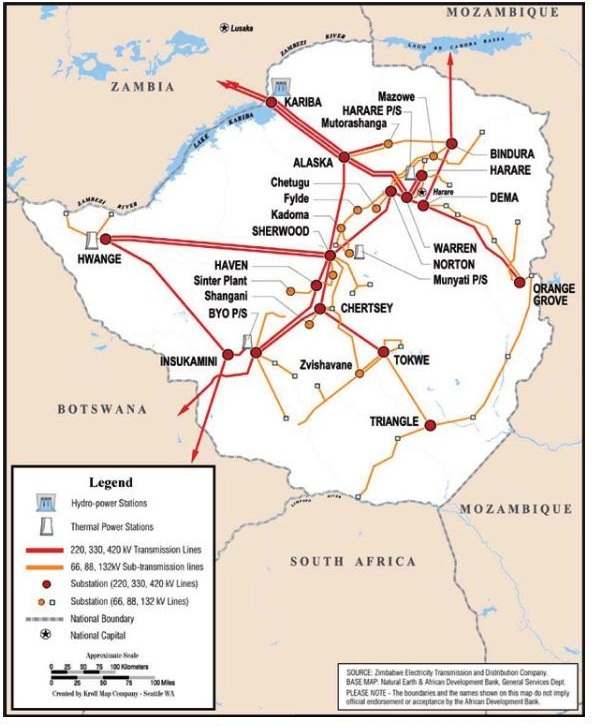 MOZAMBIQUE
Lusaka
ZAMBEZI RIVER
LAGO DE CAHORA BASSA
ZAMBIA
KARIBA
Mazowe
HARARE P/S
Mutorashanga
LAKE KARIBA
ALASKA
BINDURA
HARARE
Chetugu
Harare
Fylde
DEMA
Kadoma
ZAMBEZI RIVER
SHERWOOD
WARREN
HWANGE
NORTON
HAVEN
Munyati P/S
Sinter Plant
ORANGE
GROVE
Shangani
CHERTSEY
BYO P/S
INSUKAMINI
Zvishavane
TOKWE
BOTSWANA
TRIANGLE
LIMPOPO RIVER
MOZAMBIQUE
SOUTH AFRICA
Legend
Hydro-power Stations
Thermal Power Stations
220, 330, 420 kV Transmission Lines
66, 88, 132kV Sub-transmission lines
Substation (220, 330, 420 kV Lines)
Substation (66, 88, 132 kV Lines)
National Boundary
National Capital
Approximate Scale
0 25 50 75 100 Kilometers
0 25 50 75 100 Miles
Created by Kroll Map Company - Seattle WA
SOURCE: Zimbabwe Electricity Transmission and Distribution Company.
BASE MAP: Natural Earth & African Development Bank, General Services Dept.
PLEASE NOTE - The boundaries and the names shown on this map do not imply
official endorsement or acceptance by the African Development Bank.